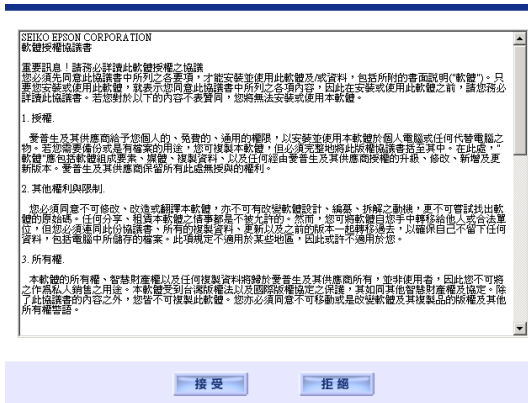 SEIKO EPSON CORPORATION
軟體授權協議書
重要訊息！請務必詳讀此軟體授權之協議
您必須先同意此協議書中所列之各要項，才能安裝並使用此軟體及/或資料，包括所附的書面說明("軟體")。只
要您安裝或使用此軟體，就表示您同意此協議書中所列之各項內容，因此在安裝或使用此軟體之前，請您務必
詳讀此協議書。若您對於以下的內容不表贊同，您將無法安裝或使用本軟體。
1. 授權.
愛普生及其供應商給予您個人的、免費的、通用的權限，以安裝並使用本軟體於個人電腦或任何代替電腦之
物。若您需要備份或是有檔案的用途，您可複製本軟體，但必須完整地將此版權協議書括至其中。在此處，"
軟體"應包括軟體組成要素、媒體、複製資料、以及任何經由愛普生及其供應商授權的升級、修改、新增及更
新版本。愛普生及其供應商保留所有此處無授與的權利。
2. 其他權利與限制.
您必須同意不可修改、改造或翻譯本軟體，亦不可有改變軟體設計、編纂、拆解之動機，更不可嘗試找出軟
體的原始碼。任何分享、租賃本軟體之情事都是不被允許的。然而，您可將軟體自您手中轉移給他人或合法單
位，但您必須連同此份協議書、所有的複製資料、更新以及之前的版本一起轉移過去，以確保自己不留下任何
資料，包括電腦中所儲存的檔案。此項規定不適用於某些地區，因此或許不適用於您。
3. 所有權.
本軟體的所有權、智慧財產權以及任何複製資料將歸於愛普生及其供應商所有，並非使用者，因此您不可將
之作爲私人銷售之用途。本軟體受到台灣版權法以及國際版權協定之保護，其如同其他智慧財產權及協定。除
了此協議書的內容之外，您皆不可複製此軟體。您亦必須同意不可移動或是改變軟體及其複製品的版權及其他
所有權警語。
接受
拒絕